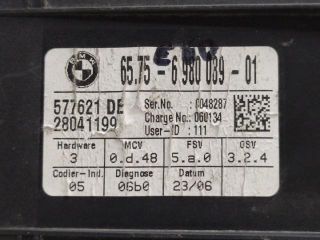 BMW
65.75 - 6 980 089 - 01
577621 DE
28041199
Ser.No. : 0048287
Charge No.: 060134
User-ID : 111
Hardware MCV FSV OSV
3 0.d.48 5.a.0 3.2.4
Codier-Ind. Diagnose Datum
05 06b0 23/06